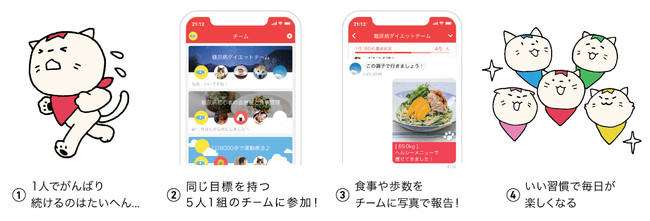 ① 1人でがんばり
続けるのはたいへん...
21:12
チーム
糖尿病ダイエットチーム
② 同じ目標を持つ
5人1組のチームに参加！
21:12
糖尿病ダイエットチーム
この調子で行きましょう！
[65.0kg]
ヘルシーメニューで
痩せてきました！
③ 食事や歩数を
チームに写真で報告！
④ いい習慣で毎日が
楽しくなる